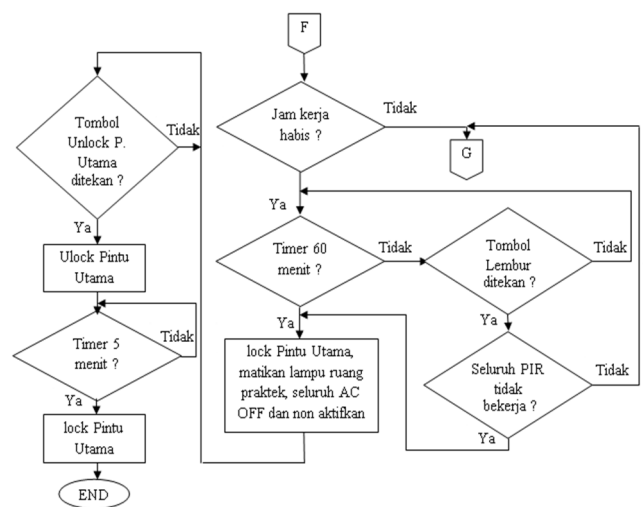 F
Jam kerja
habis ?
Tidak
G
Ya
Timer 60
menit ?
Tidak
Tombol
Lembur
ditekan ?
Tidak
Ya
Ya
lock Pintu Utama,
matikan lampu ruang
praktek, seluruh AC
OFF dan non aktifkan
Seluruh PIR
tidak
bekerja ?
Tidak
Ya
Tombol
Unlock P.
Utama
ditekan ?
Tidak
Ya
Ulock Pintu
Utama
Timer 5
menit ?
Tidak
Ya
lock Pintu
Utama
END